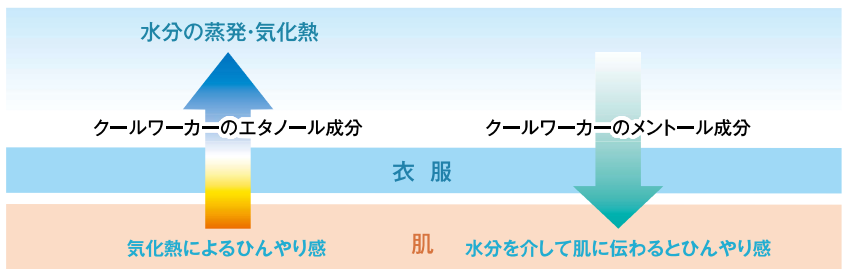 水分の蒸発・気化熱
クールワーカーのエタノール成分
クールワーカーのメントール成分
衣服
気化熱によるひんやり感
肌
水分を介して肌に伝わるとひんやり感